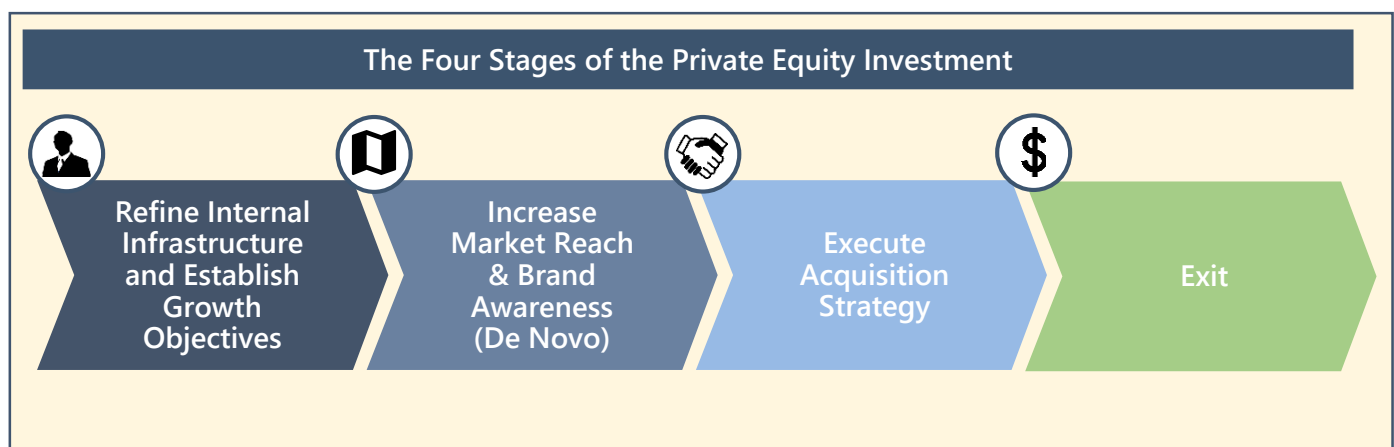 The Four Stages of the Private Equity Investment
Refine Internal
Infrastructure
and Establish
Growth
Objectives
Increase
Market Reach
& Brand
Awareness
(De Novo)
Execute
Acquisition
Strategy
Exit
$